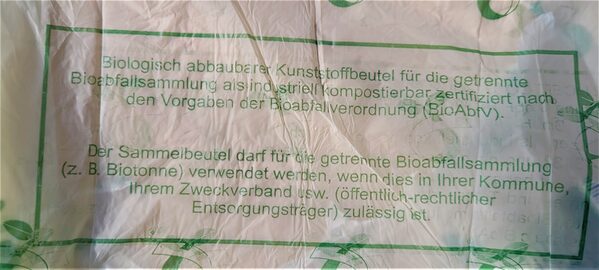 Biologisch abbaubarer Kunststoffbeutel für die getrennte
Bioabfallsammlung als industriell kompostierbar zertifiziert nach
den Vorgaben der Bioabfallverordnung (BioAbfV).
Der Sammelbeutel darf für die getrennte Bioabfallsammlung
(z. B. Biotonne) verwendet werden, wenn dies in Ihrer Kommune,
Ihrem Zweckverband usw. (öffentlich-rechtlicher
Entsorgungsträger) zulässig ist.